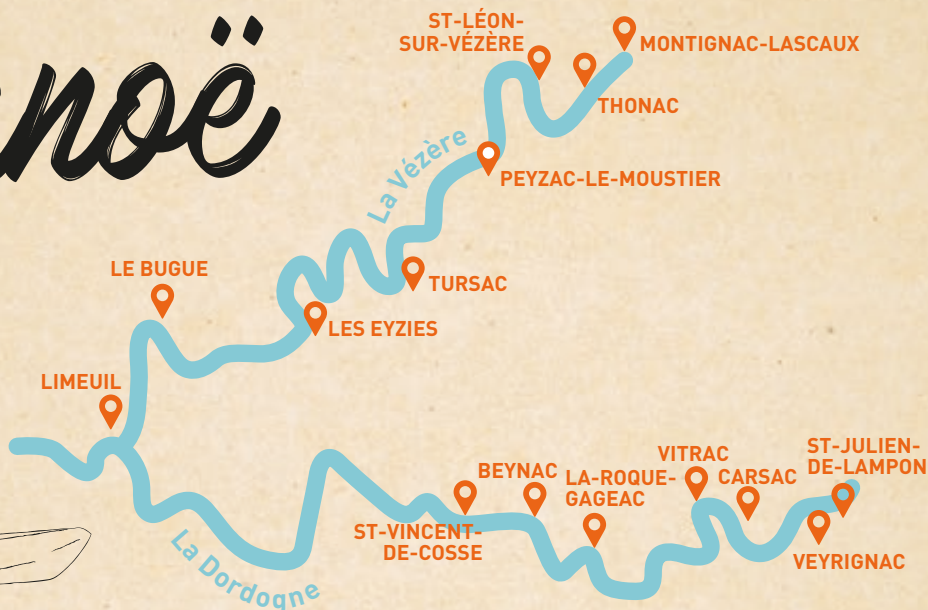 noë
ST-LÉON-
SUR-VÉZÈRE
MONTIGNAC-LASCAUX
THONAC
La Vézère
PEYZAC-LE-MOUSTIER
LE BUGUE
TURSAC
LES EYZIES
LIMEUIL
ST-JULIEN-
DE-LAMPON
VITRAC
BEYNAC
LA-ROQUE-
GAGEAC
CARSAC
ST-VINCENT-
DE-COSSE
VEYRIGNAC
La Dordogne